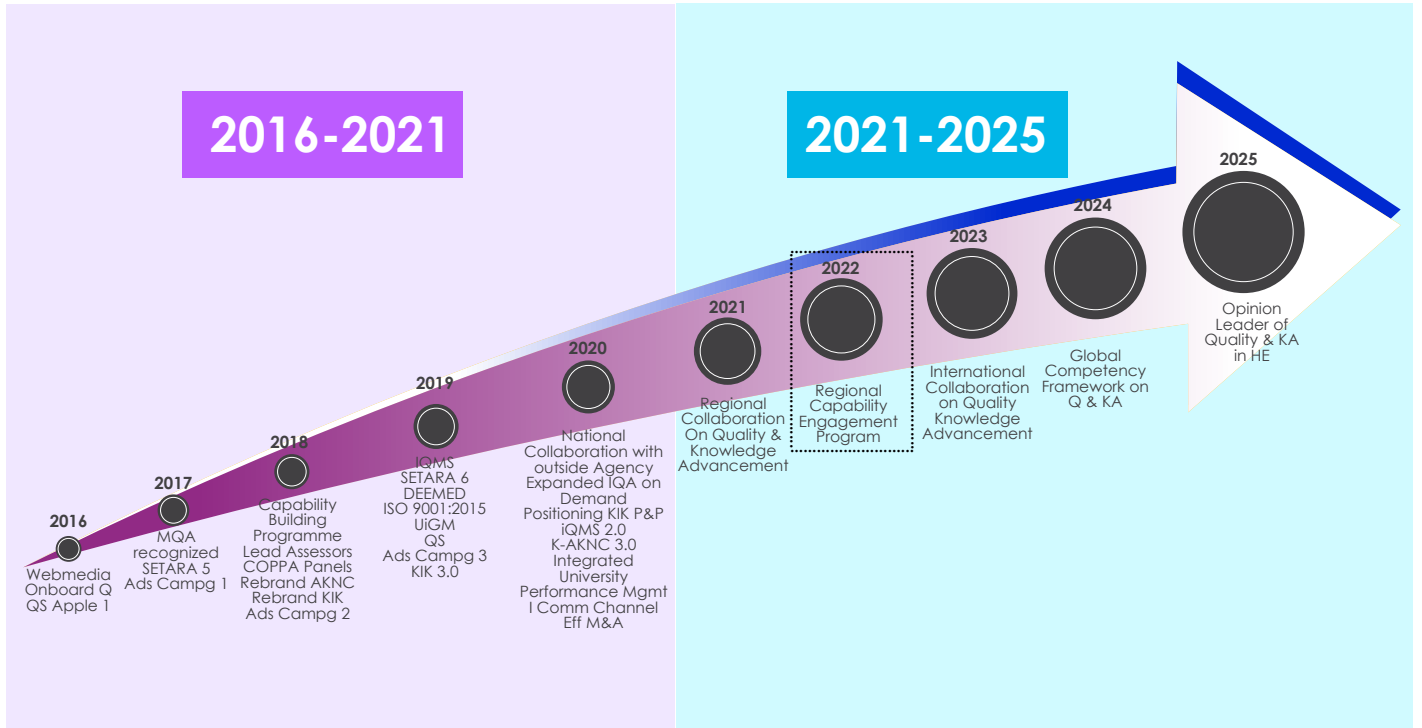 2016-2021
2021-2025
2016
Webmedia
Onboard Q
QS Apple 1
2017
MQA
recognized
SETARA 5
Ads Campg 1
2018
Capability
Building
Programme
Lead Assessors
COPPA Panels
Rebrand AKNC
Rebrand KIK
Ads Campg 2
2019
IQMS
SETARA 6
DEEMED
ISO 9001:2015
UiGM
QS
Ads Campg 3
KIK 3.0
2020
National
Collaboration with
outside Agency
Expanded IQA on
Demand
Positioning KIK P&P
iQMS 2.0
K-AKNC 3.0
Integrated
University
Performance Mgmt
I Comm Channel
Eff M&A
2021
Regional
Collaboration
On Quality &
Knowledge
Advancement
2022
Regional
Capability
Engagement
Program
2023
International
Collaboration
on Quality
Knowledge
Advancement
2024
Global
Competency
Framework on
Q & KA
2025
Opinion
Leader of
Quality & KA
in HE